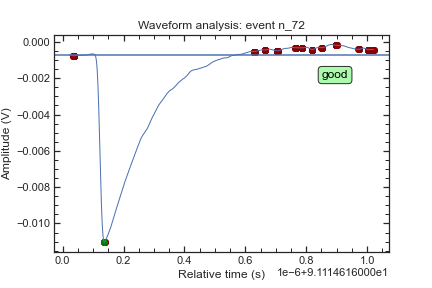 Waveform analysis: event n_72
0.000
−0.002
−0.004
−0.006
−0.008
−0.010
Amplitude (V)
good
0.0
0.2
0.4
0.6
0.8
1.0
Relative time (s)
1e−6+9.1114616000e1